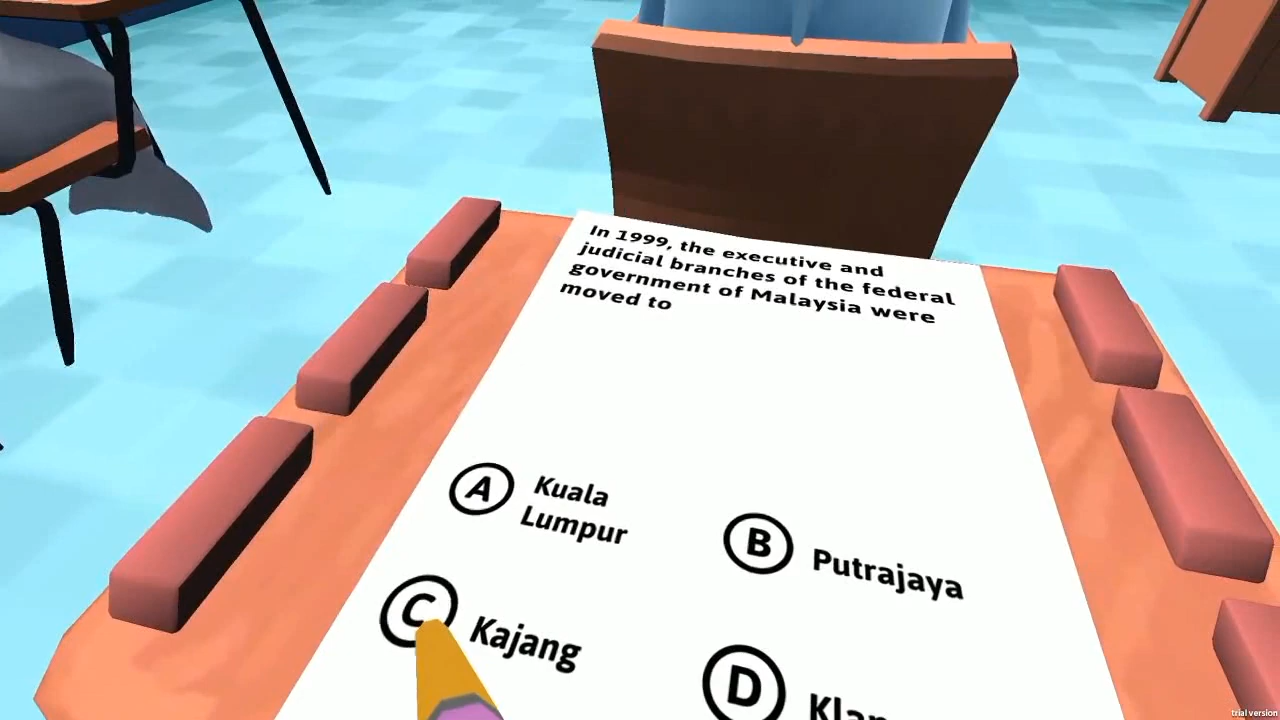 In 1999, the executive and
judicial branches of the federal
government of Malaysia were
moved to
A Kuala
Lumpur
B Putrajaya
C Kajang
D
trial version